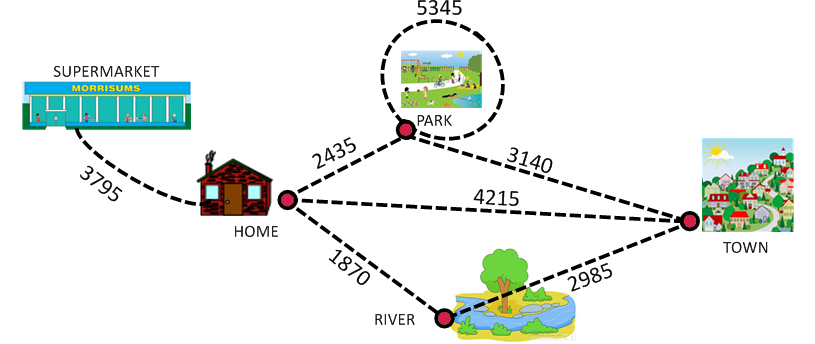 5345
SUPERMARKET
MORRISUMS
PARK
2435
3140
3795
4215
HOME
TOWN
1870
2985
RIVER